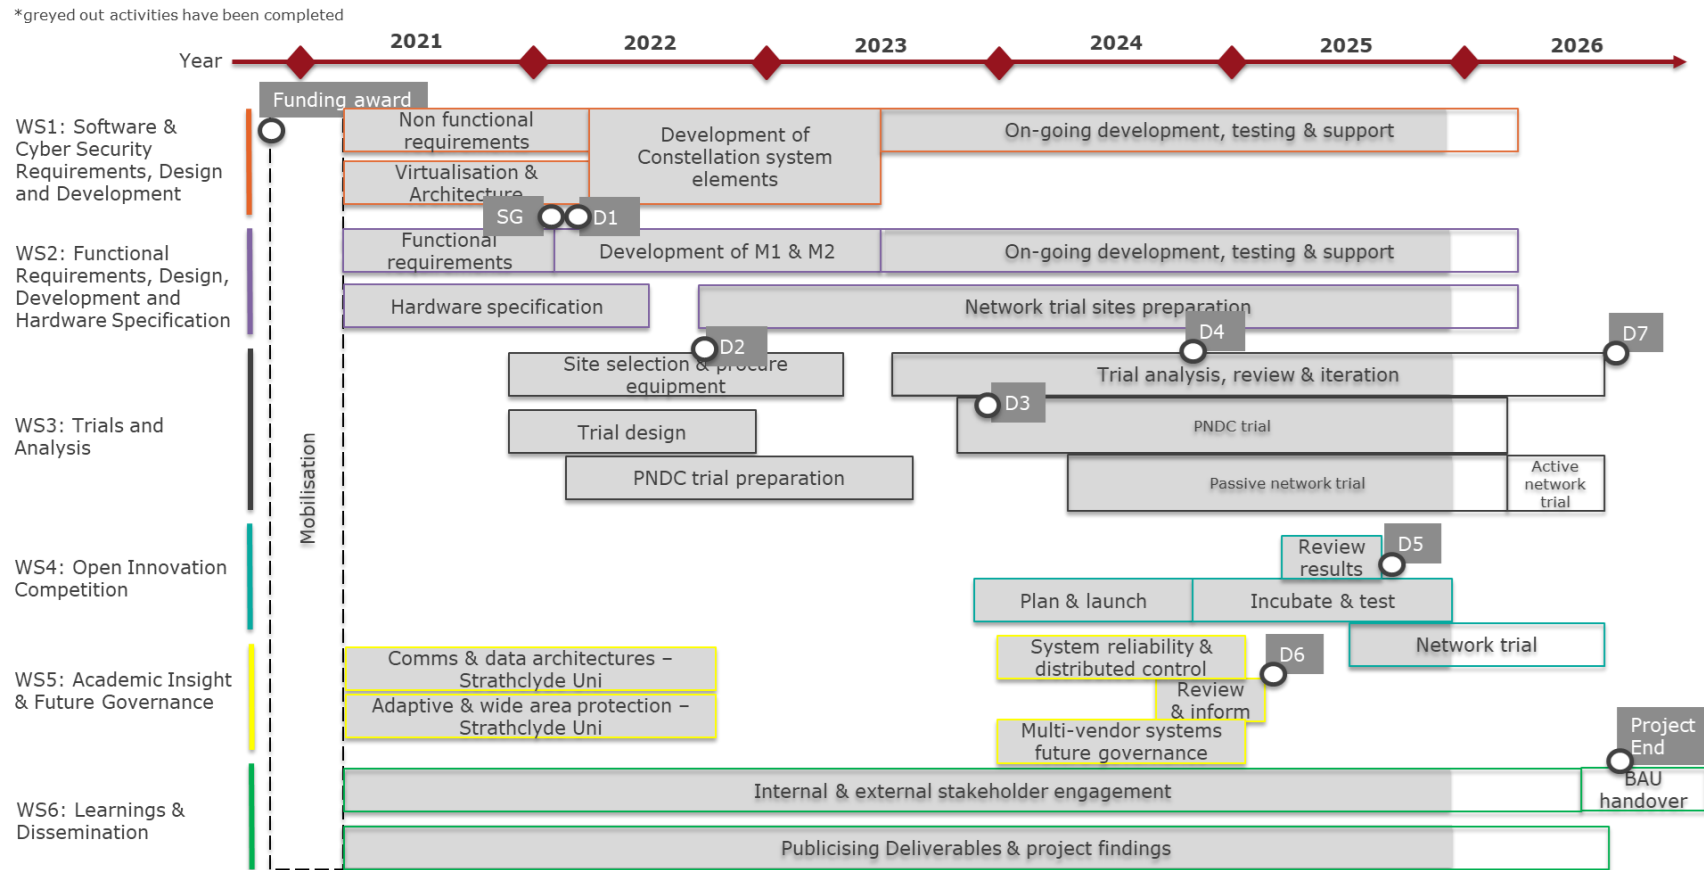 *greyed out activities have been completed
Year
2021
2022
2023
2024
2025
2026
Funding award
Mobilisation
WS1: Software &
Cyber Security
Requirements, Design
and Development
Non functional
requirements
Virtualisation &
Architecture
Development of
Constellation system
elements
On-going development, testing & support
SG
D1
WS2: Functional
Requirements, Design,
Development and
Hardware Specification
Functional
requirements
Development of M1 & M2
On-going development, testing & support
Hardware specification
Network trial sites preparation
D2
D4
D7
WS3: Trials and
Analysis
Site selection & procure
equipment
Trial analysis, review & iteration
D3
Trial design
PNDC trial
PNDC trial preparation
Passive network trial
Active
network
trial
WS4: Open Innovation
Competition
Review
results
D5
Plan & launch
Incubate & test
Network trial
WS5: Academic Insight
& Future Governance
Comms & data architectures –
Strathclyde Uni
Adaptive & wide area protection –
Strathclyde Uni
System reliability &
distributed control
D6
Review
& inform
Multi-vendor systems
future governance
Project
End
WS6: Learnings &
Dissemination
Internal & external stakeholder engagement
BAU
handover
Publicising Deliverables & project findings